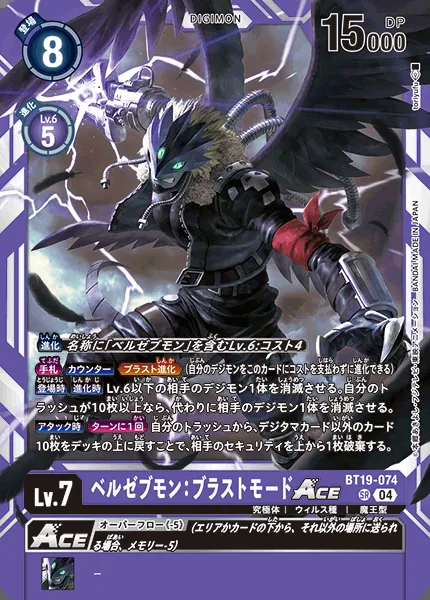 DIGIMON
登場
8
15000
DP
進化
Lv.6
5
toriyufu
BANDAI MADE IN JAPAN
進化 名称に「ベルゼブモン」を含むLv.6:コスト4
手札 カウンター ブラスト進化 (自分のデジモンをこのカードにコストを支払わずに進化できる)
登場時 進化時 Lv.6以下の相手のデジモン1体を消滅させる。自分のト
ラッシュが10枚以上なら、代わりに相手のデジモン1体を消滅させる。
アタック時 ターンに1回 自分のトラッシュから、デジタマカード以外のカード
10枚をデッキの上に戻すことで、相手のセキュリティを上から1枚破棄する。
BT19-074
Lv.7 ベルゼブモン:ブラストモードACE SR 04
究極体 | ウィルス種 | 魔王型
ACE オーバーフロー《-5》 (エリアかカードの下から、それ以外の場所に送られ
る場合、メモリー-5)
–